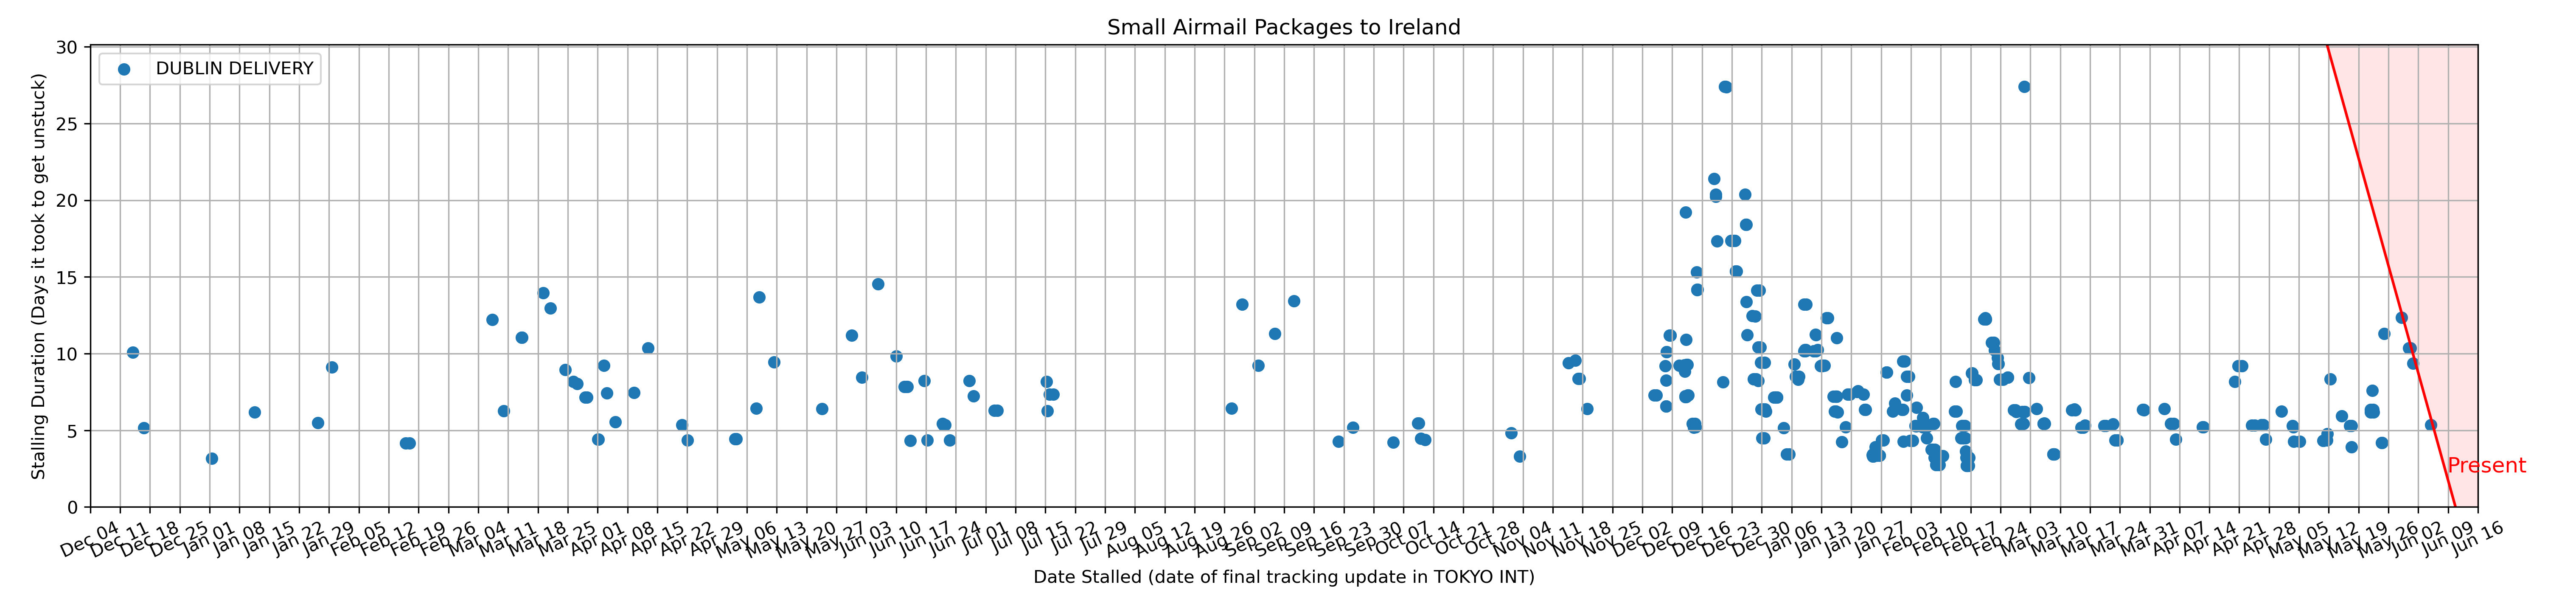 Small Airmail Packages to Ireland
DUBLIN DELIVERY
Stalling Duration (Days it took to get unstuck)
30
25
20
15
10
5
0
Present
Dec 04
Dec 11
Dec 18
Dec 25
Jan 01
Jan 08
Jan 15
Jan 22
Jan 29
Feb 05
Feb 12
Feb 19
Feb 26
Mar 04
Mar 11
Mar 18
Mar 25
Apr 01
Apr 08
Apr 15
Apr 22
Apr 29
May 06
May 13
May 20
May 27
Jun 03
Jun 10
Jun 17
Jun 24
Jul 01
Jul 08
Jul 15
Jul 22
Jul 29
Aug 05
Aug 12
Aug 19
Aug 26
Sep 02
Sep 09
Sep 16
Sep 23
Sep 30
Oct 07
Oct 14
Oct 21
Oct 28
Nov 04
Nov 11
Nov 18
Nov 25
Dec 02
Dec 09
Dec 16
Dec 23
Dec 30
Jan 06
Jan 13
Jan 20
Jan 27
Feb 03
Feb 10
Feb 17
Feb 24
Mar 03
Mar 10
Mar 17
Mar 24
Mar 31
Apr 07
Apr 14
Apr 21
Apr 28
May 05
May 12
May 19
May 26
Jun 02
Jun 09
Jun 16
Date Stalled (date of final tracking update in TOKYO INT)